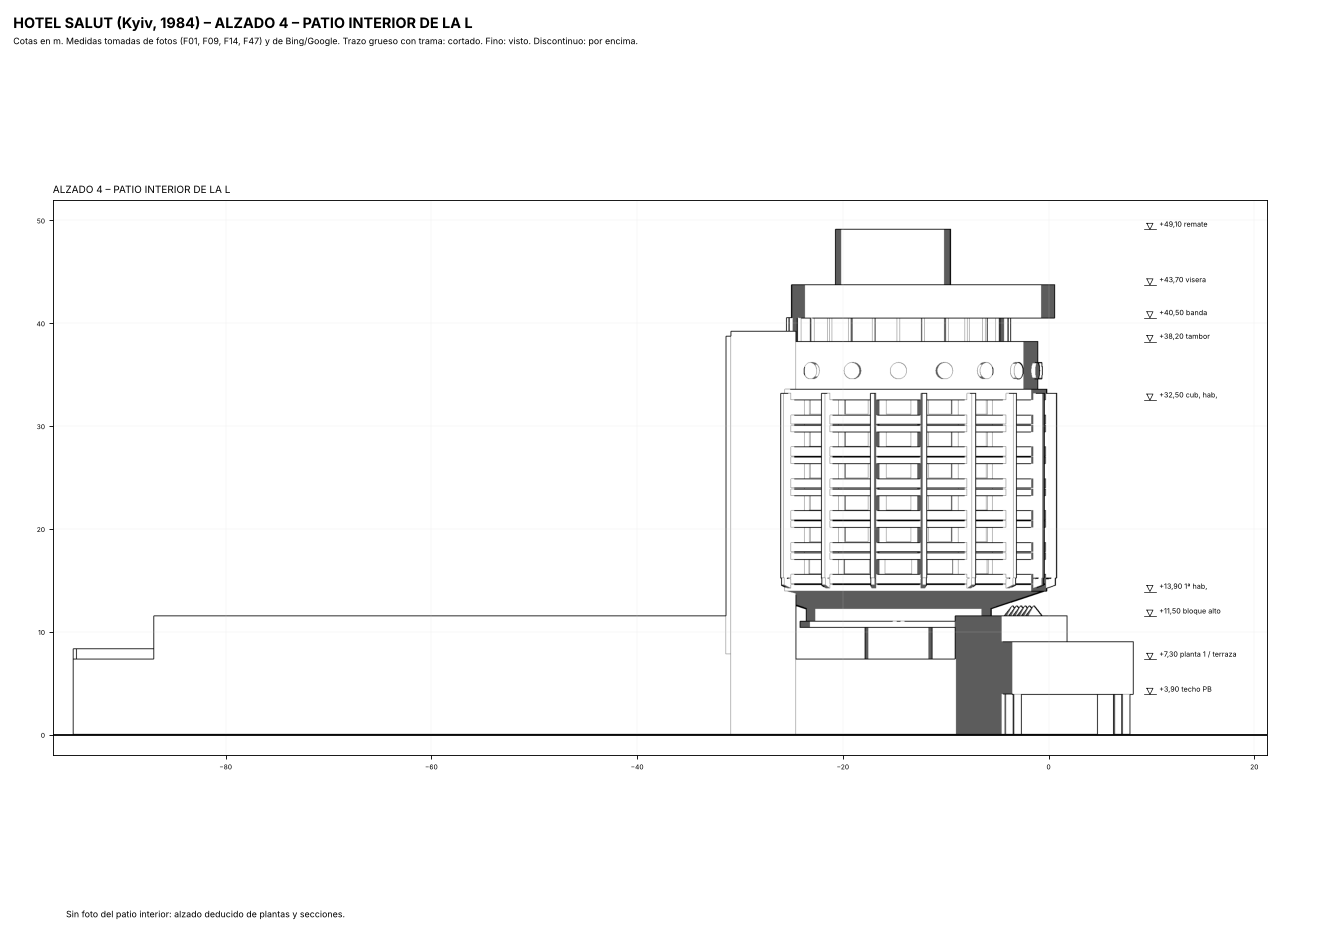 HOTEL SALUT (Kyiv, 1984) – ALZADO 4 – PATIO INTERIOR DE LA L
Cotas en m. Medidas tomadas de fotos (F01, F09, F14, F47) y de Bing/Google. Trazo grueso con trama: cortado. Fino: visto. Discontinuo: por encima.
ALZADO 4 – PATIO INTERIOR DE LA L
50
+49,10 remate
+43,70 visera
40
+40,50 banda
+38,20 tambor
+32,50 cub, hab,
30
20
+13,90 1ª hab,
+11,50 bloque alto
10
+7,30 planta 1 / terraza
+3,90 techo PB
0
−80 −60 −40 −20 0 20
Sin foto del patio interior: alzado deducido de plantas y secciones.